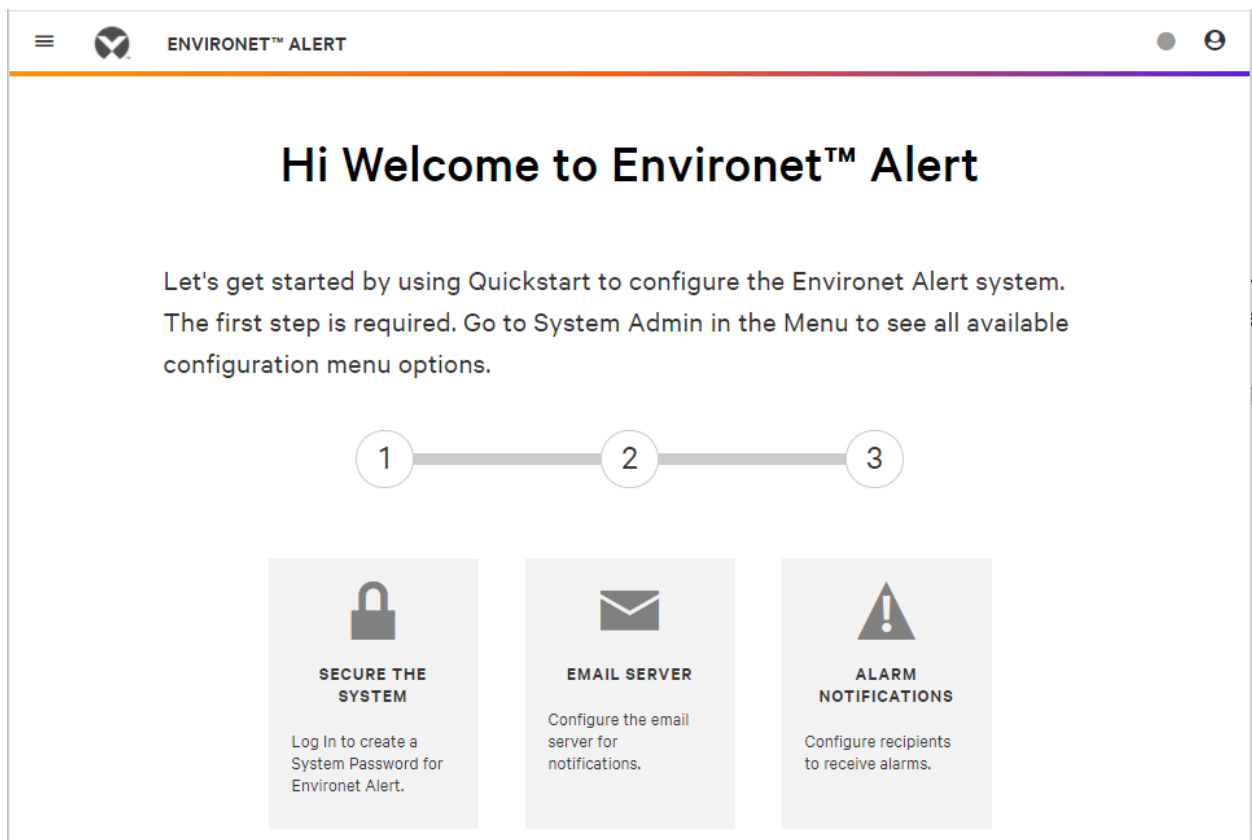 ENVIRONET™ ALERT
Hi Welcome to Environet™ Alert
Let's get started by using Quickstart to configure the Environet Alert system.
The first step is required. Go to System Admin in the Menu to see all available
configuration menu options.
1
2
3
SECURE THE
SYSTEM
Log In to create a
System Password for
Environet Alert.
EMAIL SERVER
Configure the email
server for
notifications.
ALARM
NOTIFICATIONS
Configure recipients
to receive alarms.